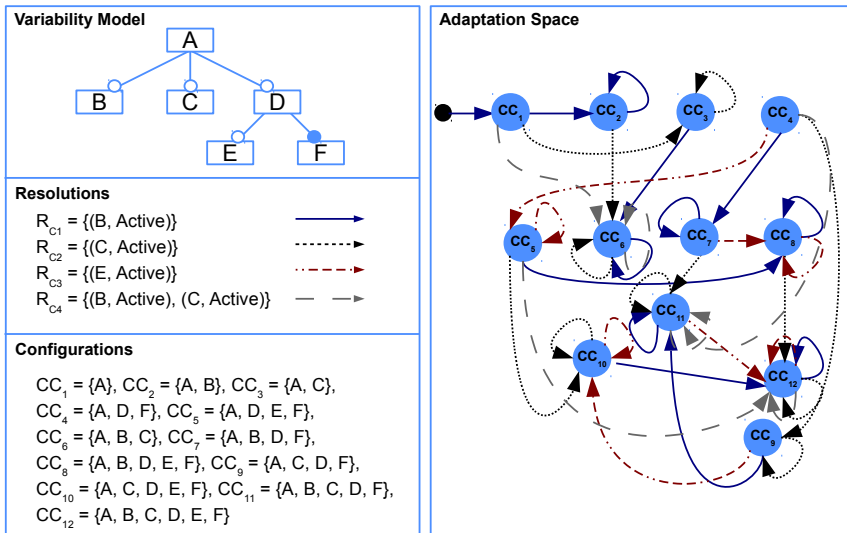 Variability Model
A
B
C
D
E
F
Resolutions
R_C1 = {(B, Active)}
R_C2 = {(C, Active)}
R_C3 = {(E, Active)}
R_C4 = {(B, Active), (C, Active)}
Configurations
CC_1 = {A}, CC_2 = {A, B}, CC_3 = {A, C},
CC_4 = {A, D, F}, CC_5 = {A, D, E, F},
CC_6 = {A, B, C}, CC_7 = {A, B, D, F},
CC_8 = {A, B, D, E, F}, CC_9 = {A, C, D, F},
CC_10 = {A, C, D, E, F}, CC_11 = {A, B, C, D, F},
CC_12 = {A, B, C, D, E, F}
Adaptation Space
CC_1
CC_2
CC_3
CC_4
CC_5
CC_6
CC_7
CC_8
CC_11
CC_10
CC_12
CC_9